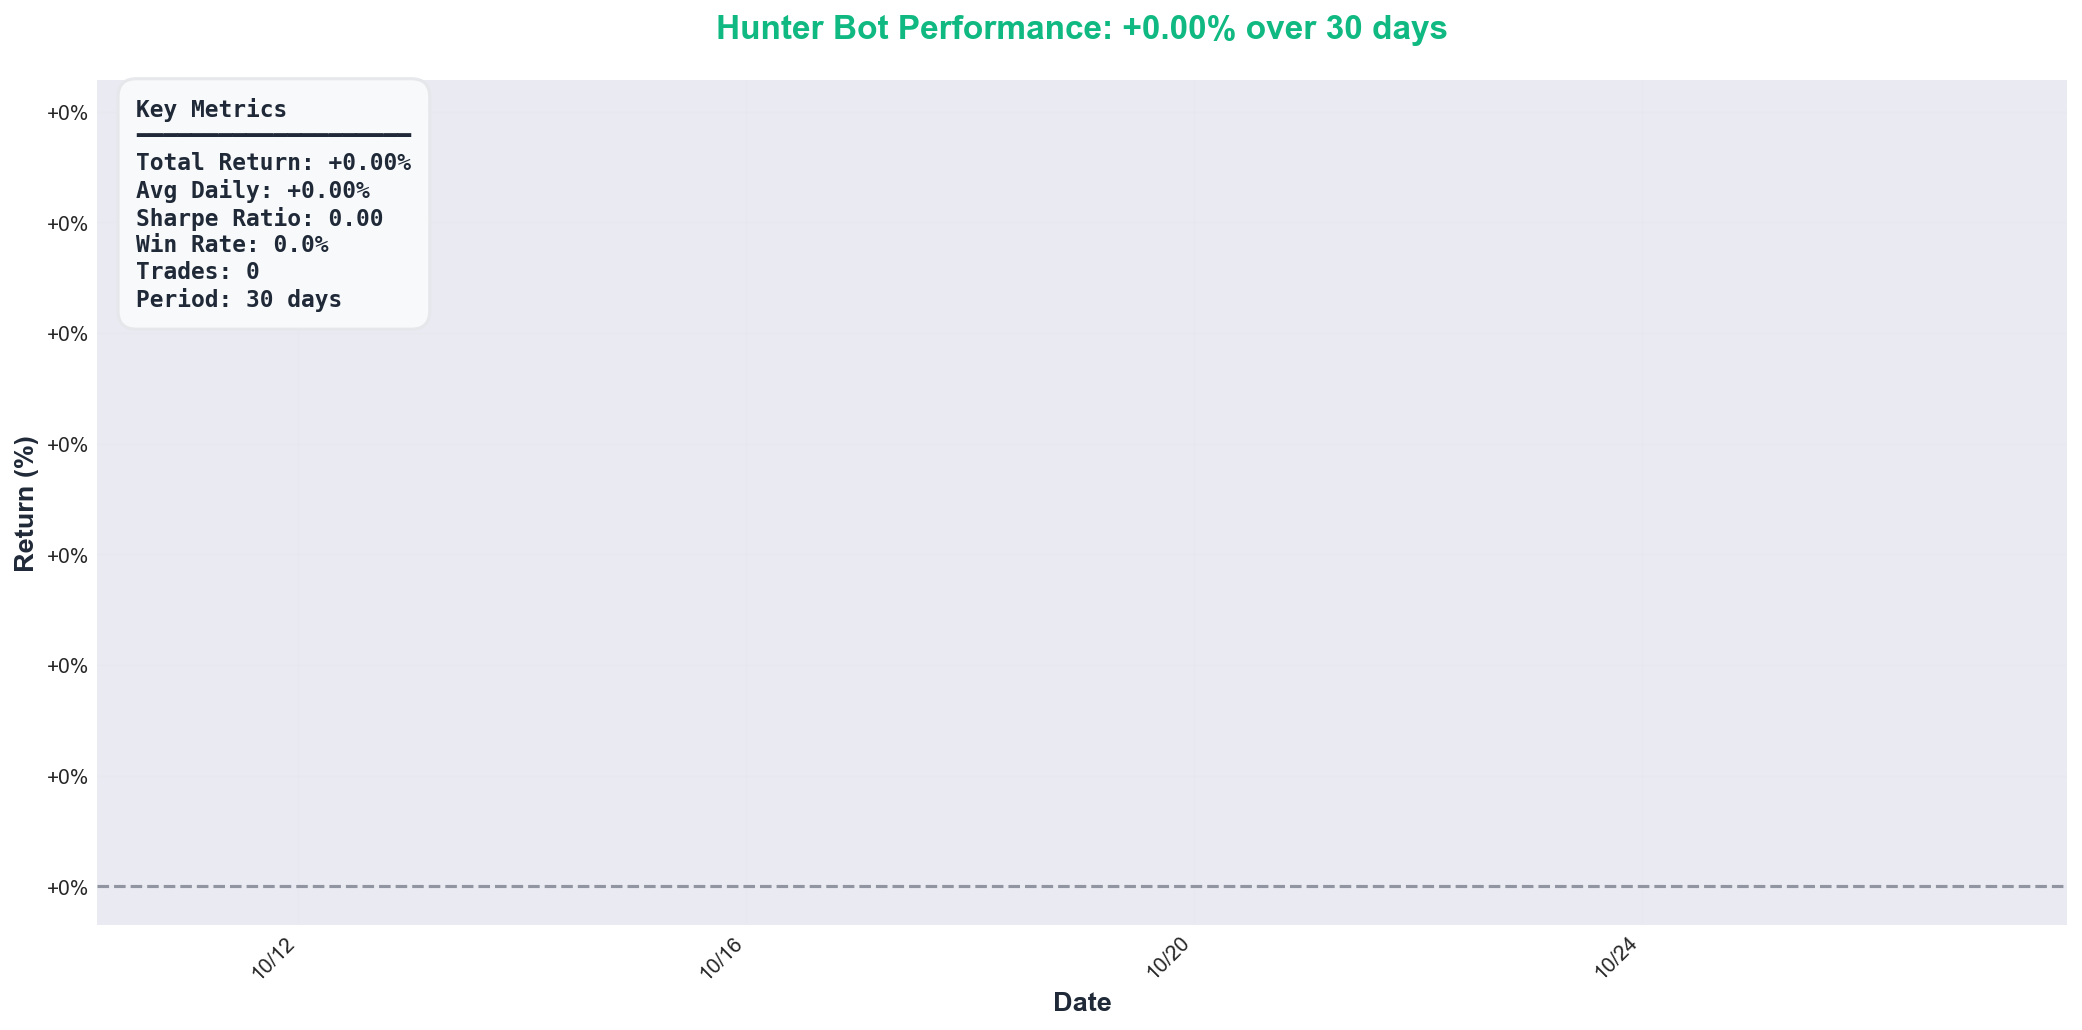 Hunter Bot Performance: +0.00% over 30 days
Key Metrics
Total Return: +0.00%
Avg Daily: +0.00%
Sharpe Ratio: 0.00
Win Rate: 0.0%
Trades: 0
Period: 30 days
+0%
+0%
+0%
+0%
+0%
+0%
+0%
+0%
Return (%)
10/12
10/16
10/20
10/24
Date